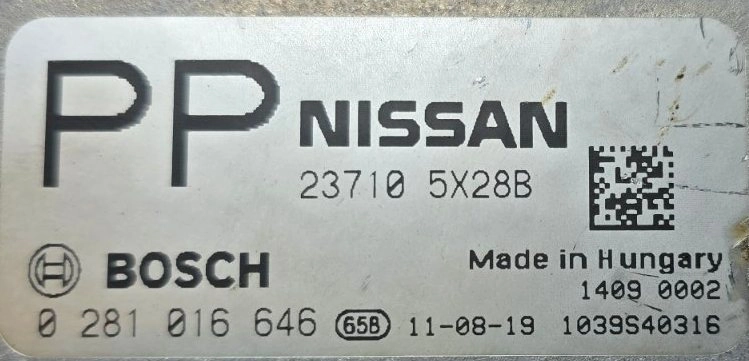 PP NISSAN
23710 5X28B
BOSCH Made in Hungary
1409 0002
0 281 016 646 65B 11-08-19 1039S40316